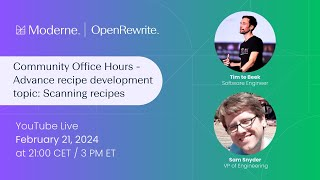 Moderne. | OpenRewrite.
Community Office Hours -
Advance recipe development
topic: Scanning recipes
Tim te Beek
Software Engineer
YouTube Live
February 21, 2024
at 21:00 CET / 3 PM ET
Sam Snyder
VP of Engineering